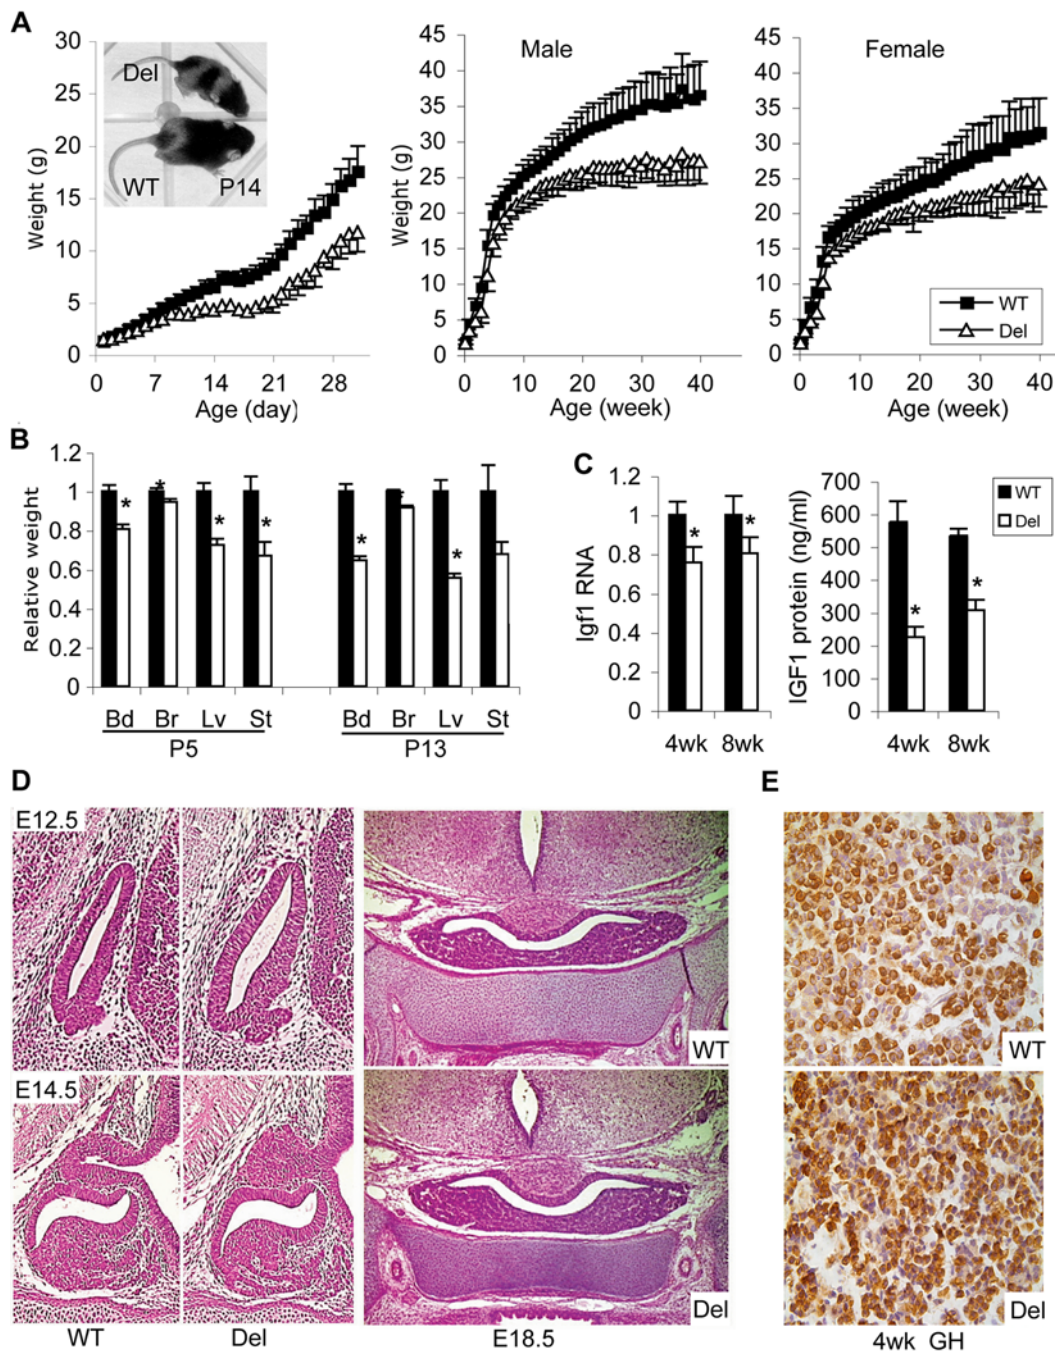 A
30
25
20
15
10
5
0
Weight (g)
Del
WT
P14
0
7
14
21
28
Age (day)
Male
45
40
35
30
25
20
15
10
5
0
Weight (g)
0
10
20
30
40
Age (week)
Female
45
40
35
30
25
20
15
10
5
0
WT
Del
0
10
20
30
40
Age (week)
B
1.2
1
0.8
0.6
0.4
0.2
0
Relative weight
* * * *
* * *
Bd Br Lv St
P5
Bd Br Lv St
P13
C
1.2
1
0.8
0.6
0.4
0.2
0
Igf1 RNA
* *
4wk 8wk
700
600
500
400
300
200
100
0
IGF1 protein (ng/ml)
* *
4wk 8wk
WT
Del
D
E12.5
E14.5
WT
Del
WT
Del
E18.5
E
WT
Del
4wk GH